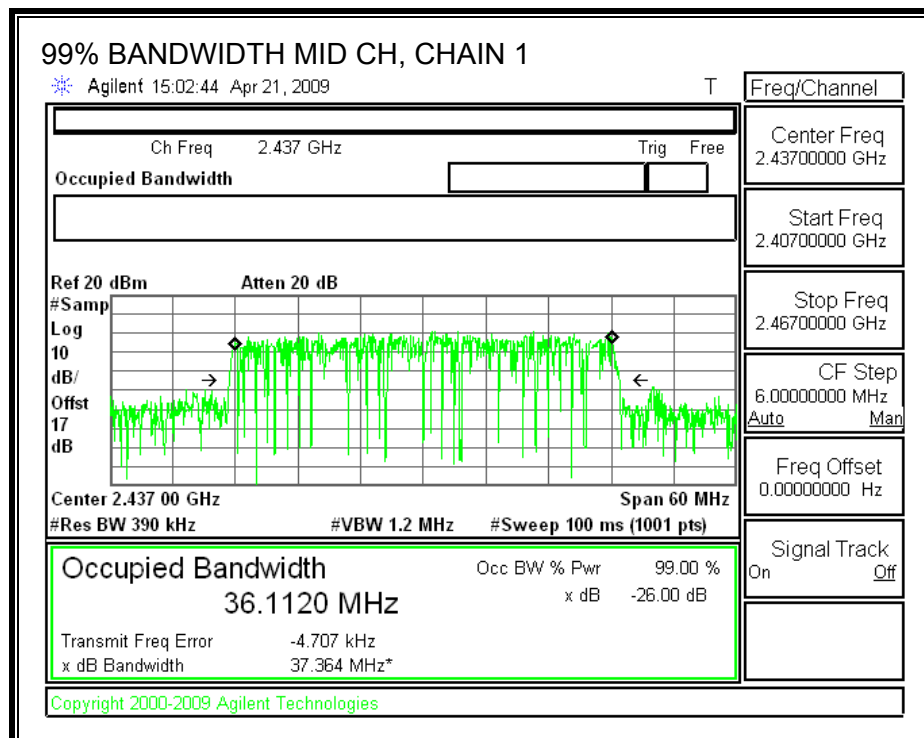 99% BANDWIDTH MID CH, CHAIN 1
Agilent 15:02:44 Apr 21, 2009 T
Freq/Channel
Ch Freq 2.437 GHz Trig Free
Occupied Bandwidth
Center Freq
2.43700000 GHz
Start Freq
2.40700000 GHz
Stop Freq
2.46700000 GHz
CF Step
6.00000000 MHz
Auto Man
Freq Offset
0.00000000 Hz
Signal Track
On Off
Ref 20 dBm Atten 20 dB
#Samp
Log
10
dB/
Offst
17
dB
Center 2.437 00 GHz Span 60 MHz
#Res BW 390 kHz #VBW 1.2 MHz #Sweep 100 ms (1001 pts)
Occupied Bandwidth Occ BW % Pwr 99.00 %
36.1120 MHz x dB -26.00 dB
Transmit Freq Error -4.707 kHz
x dB Bandwidth 37.364 MHz*
Copyright 2000-2009 Agilent Technologies